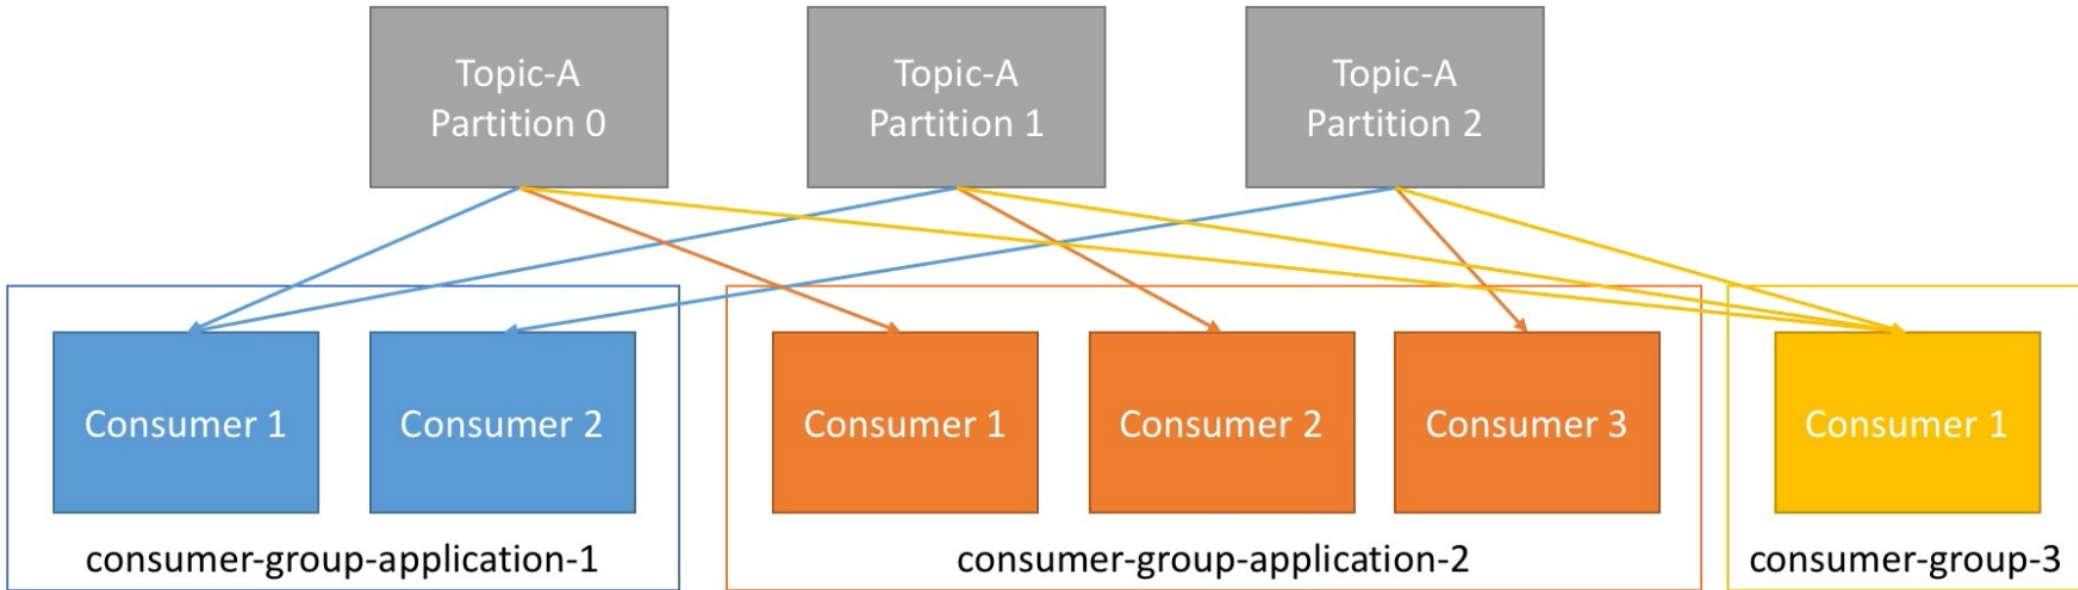 Topic-A
Partition 0
Topic-A
Partition 1
Topic-A
Partition 2
Consumer 1
Consumer 2
consumer-group-application-1
Consumer 1
Consumer 2
Consumer 3
consumer-group-application-2
Consumer 1
consumer-group-3